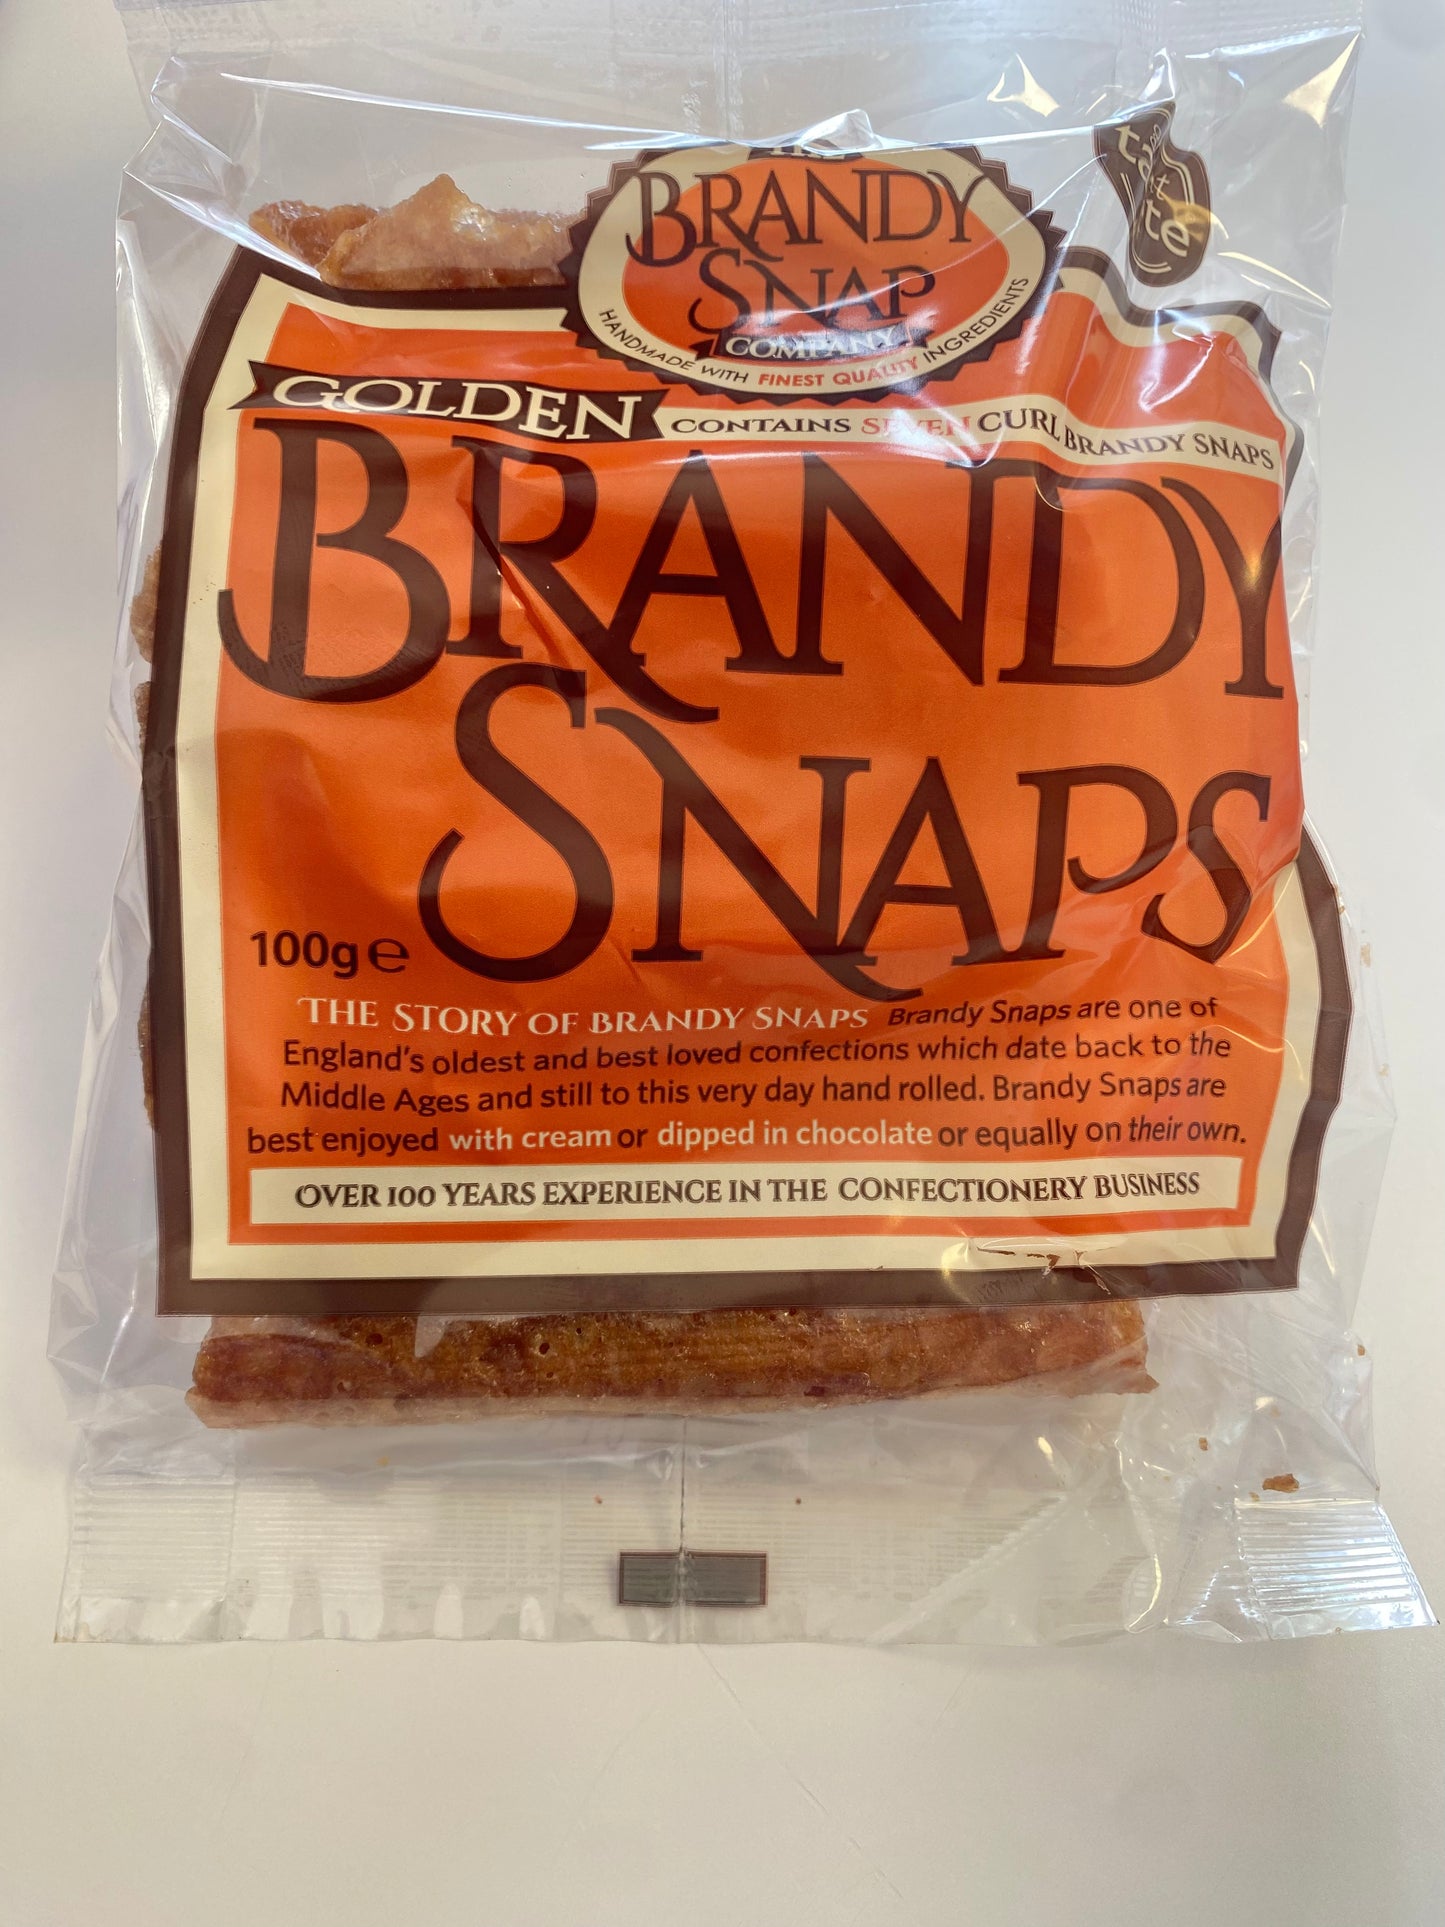 THE
BRANDY
SNAP
COMPANY
HANDMADE WITH FINEST QUALITY INGREDIENTS
GOLDEN
CONTAINS SEVEN CURL BRANDY SNAPS
BRANDY
SNAPS
100g e
THE STORY OF BRANDY SNAPS Brandy Snaps are one of
England's oldest and best loved confections which date back to the
Middle Ages and still to this very day hand rolled. Brandy Snaps are
best enjoyed with cream or dipped in chocolate or equally on their own.
OVER 100 YEARS EXPERIENCE IN THE CONFECTIONERY BUSINESS